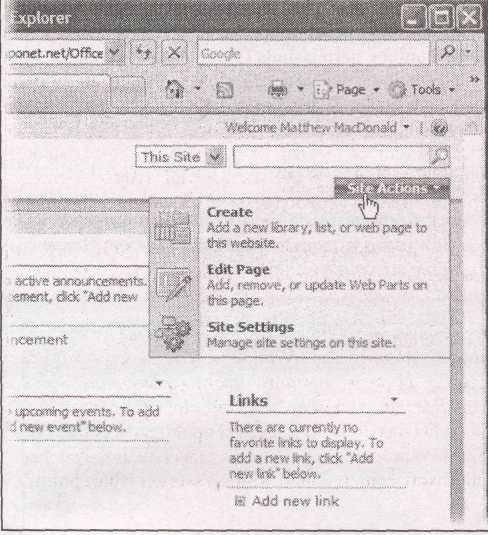 Explorer
ponet.net/Office
Google
Page
Tools
»
Welcome Matthew MacDonald
This Site
Site Actions
Create
Add a new library, list, or web page to
this website.
Edit Page
Add, remove, or update Web Parts on
this page.
Site Settings
Manage site settings on this site.
active announcements.
ement, click "Add new
ncement
upcoming events. To add
d new event" below.
Links
There are currently no
favorite links to display. To
add a new link, click "Add
new link" below.
Add new link